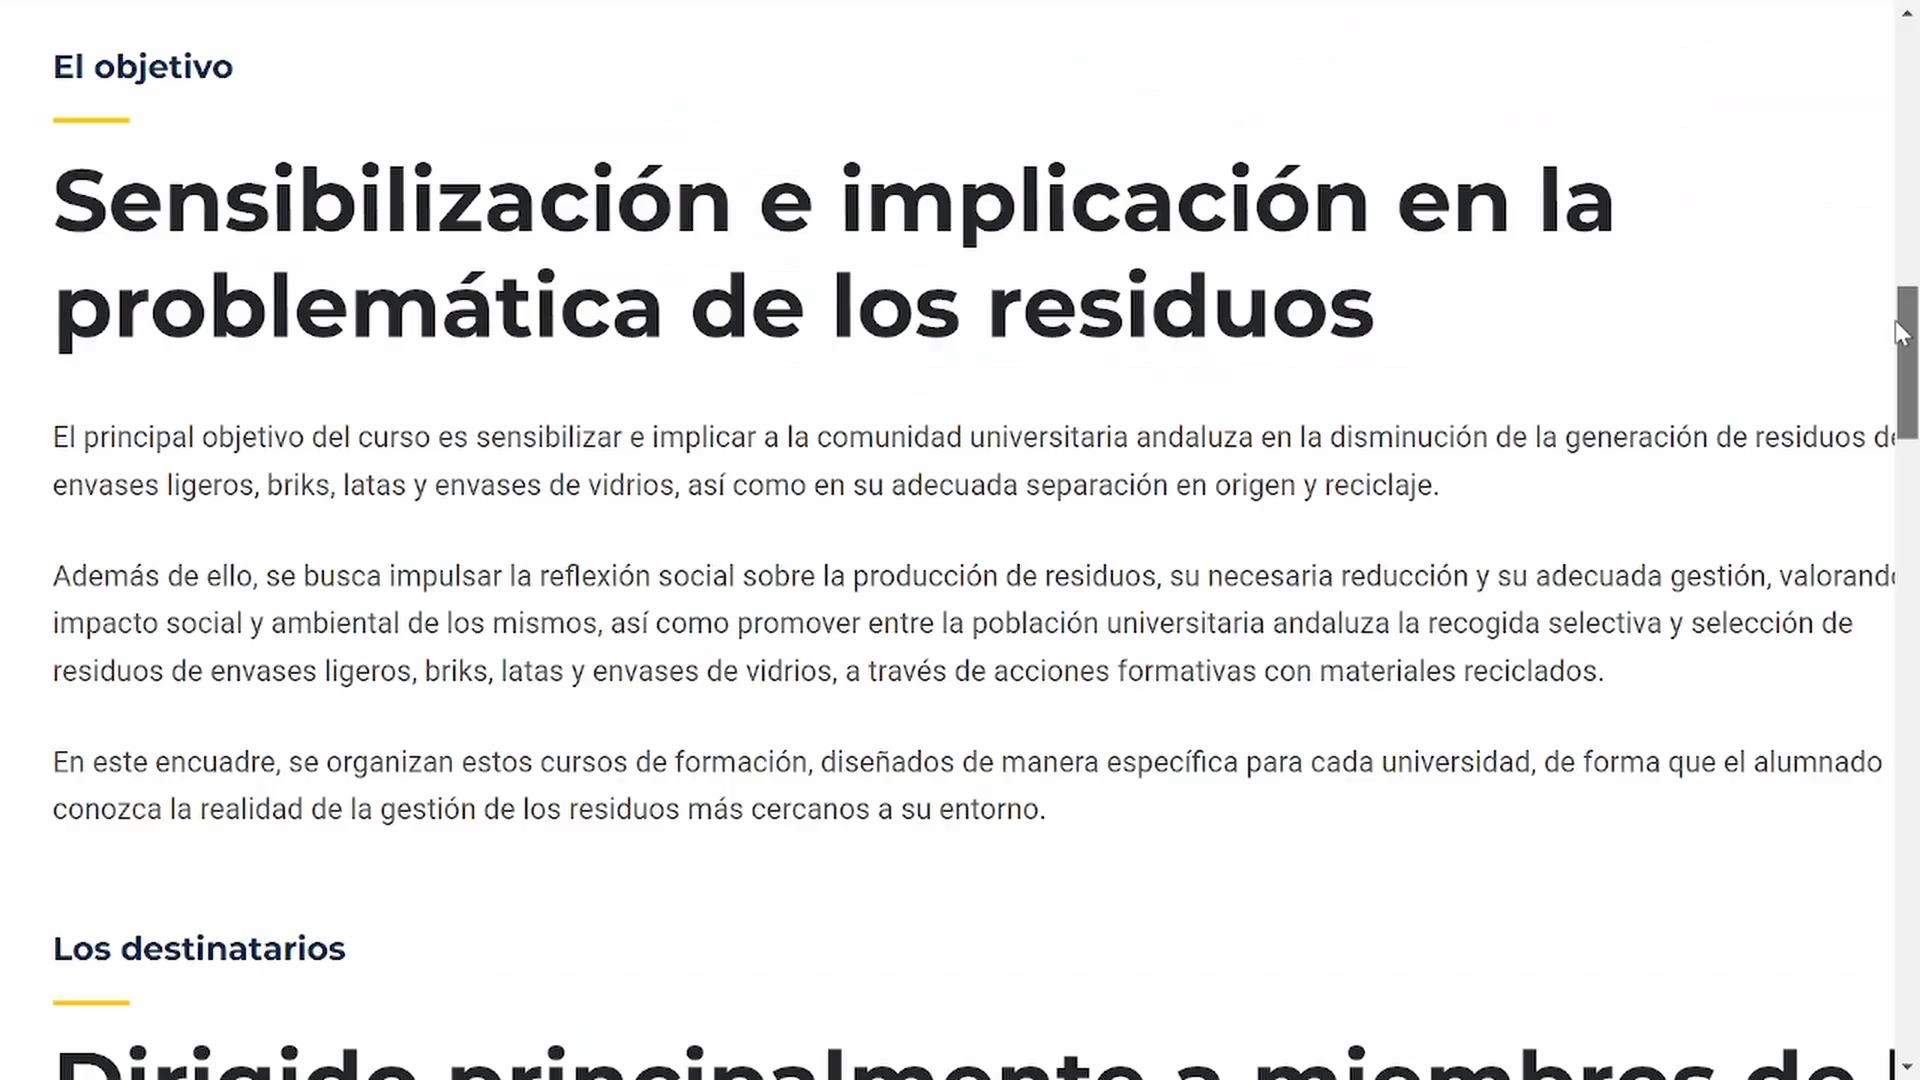 El objetivo
Sensibilización e implicación en la
problemática de los residuos
El principal objetivo del curso es sensibilizar e implicar a la comunidad universitaria andaluza en la disminución de la generación de residuos de
envases ligeros, briks, latas y envases de vidrios, así como en su adecuada separación en origen y reciclaje.
Además de ello, se busca impulsar la reflexión social sobre la producción de residuos, su necesaria reducción y su adecuada gestión, valorando
impacto social y ambiental de los mismos, así como promover entre la población universitaria andaluza la recogida selectiva y selección de
residuos de envases ligeros, briks, latas y envases de vidrios, a través de acciones formativas con materiales reciclados.
En este encuadre, se organizan estos cursos de formación, diseñados de manera específica para cada universidad, de forma que el alumnado
conozca la realidad de la gestión de los residuos más cercanos a su entorno.
Los destinatarios
Dirigido principalmente a miembros de